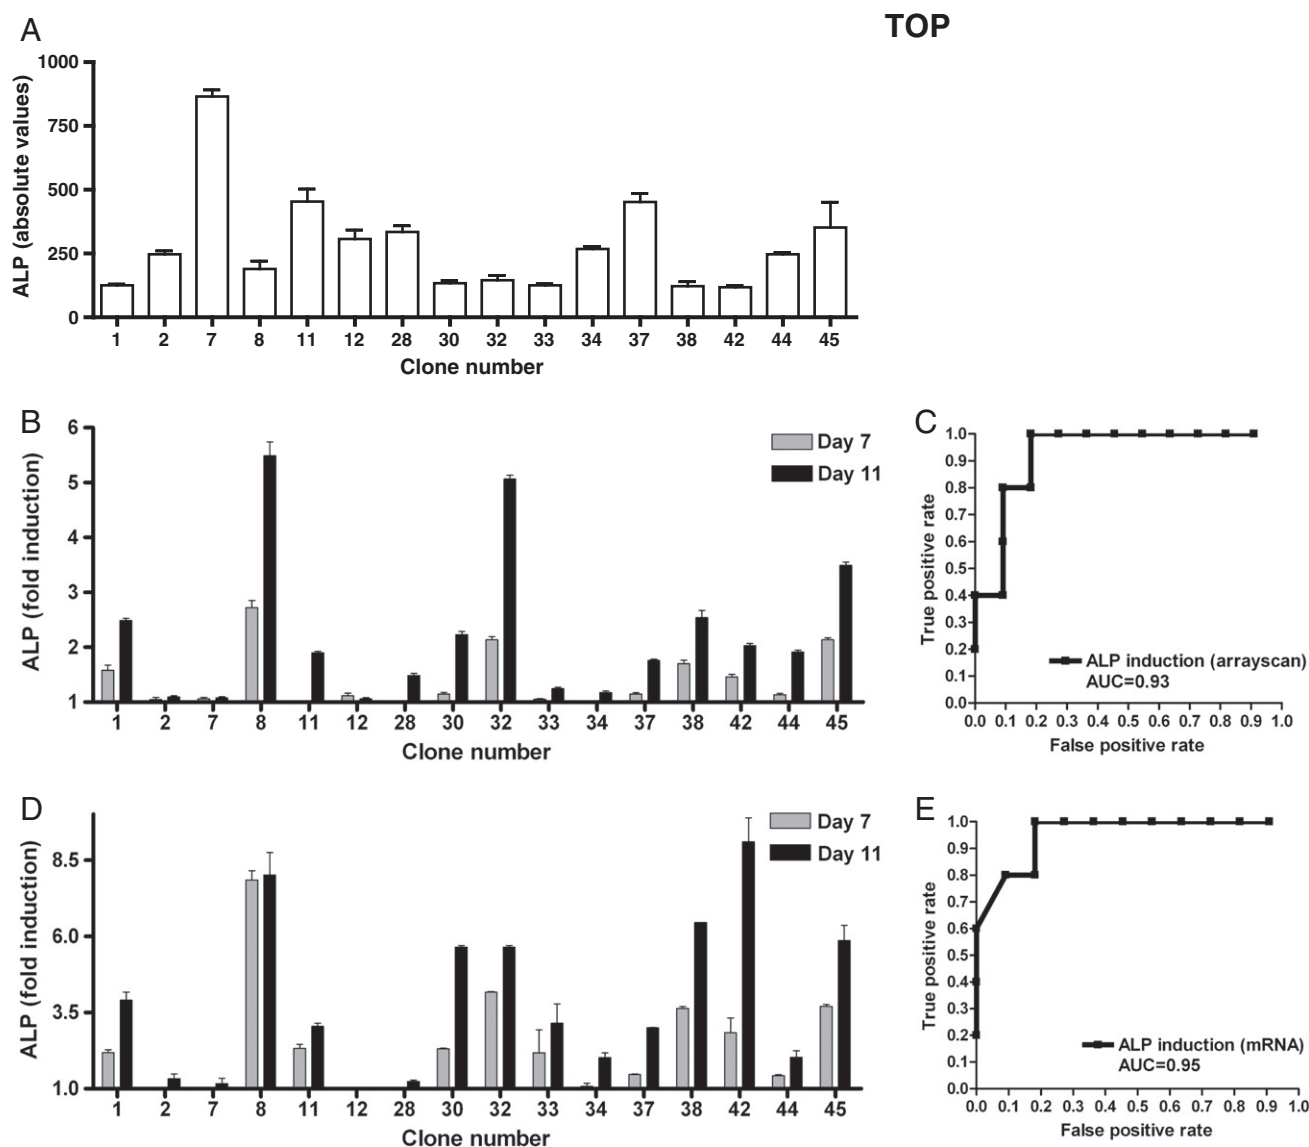 A
TOP
ALP (absolute values)
1000
750
500
250
0
1 2 7 8 11 12 28 30 32 33 34 37 38 42 44 45
Clone number
B
ALP (fold induction)
6
5
4
3
2
1
Day 7
Day 11
1 2 7 8 11 12 28 30 32 33 34 37 38 42 44 45
Clone number
C
True positive rate
1.0
0.9
0.8
0.7
0.6
0.5
0.4
0.3
0.2
0.1
0.0
ALP induction (arrayscan)
AUC=0.93
0.0 0.1 0.2 0.3 0.4 0.5 0.6 0.7 0.8 0.9 1.0
False positive rate
D
ALP (fold induction)
8.5
6.0
3.5
1.0
Day 7
Day 11
1 2 7 8 11 12 28 30 32 33 34 37 38 42 44 45
Clone number
E
True positive rate
1.0
0.9
0.8
0.7
0.6
0.5
0.4
0.3
0.2
0.1
0.0
ALP induction (mRNA)
AUC=0.95
0.0 0.1 0.2 0.3 0.4 0.5 0.6 0.7 0.8 0.9 1.0
False positive rate